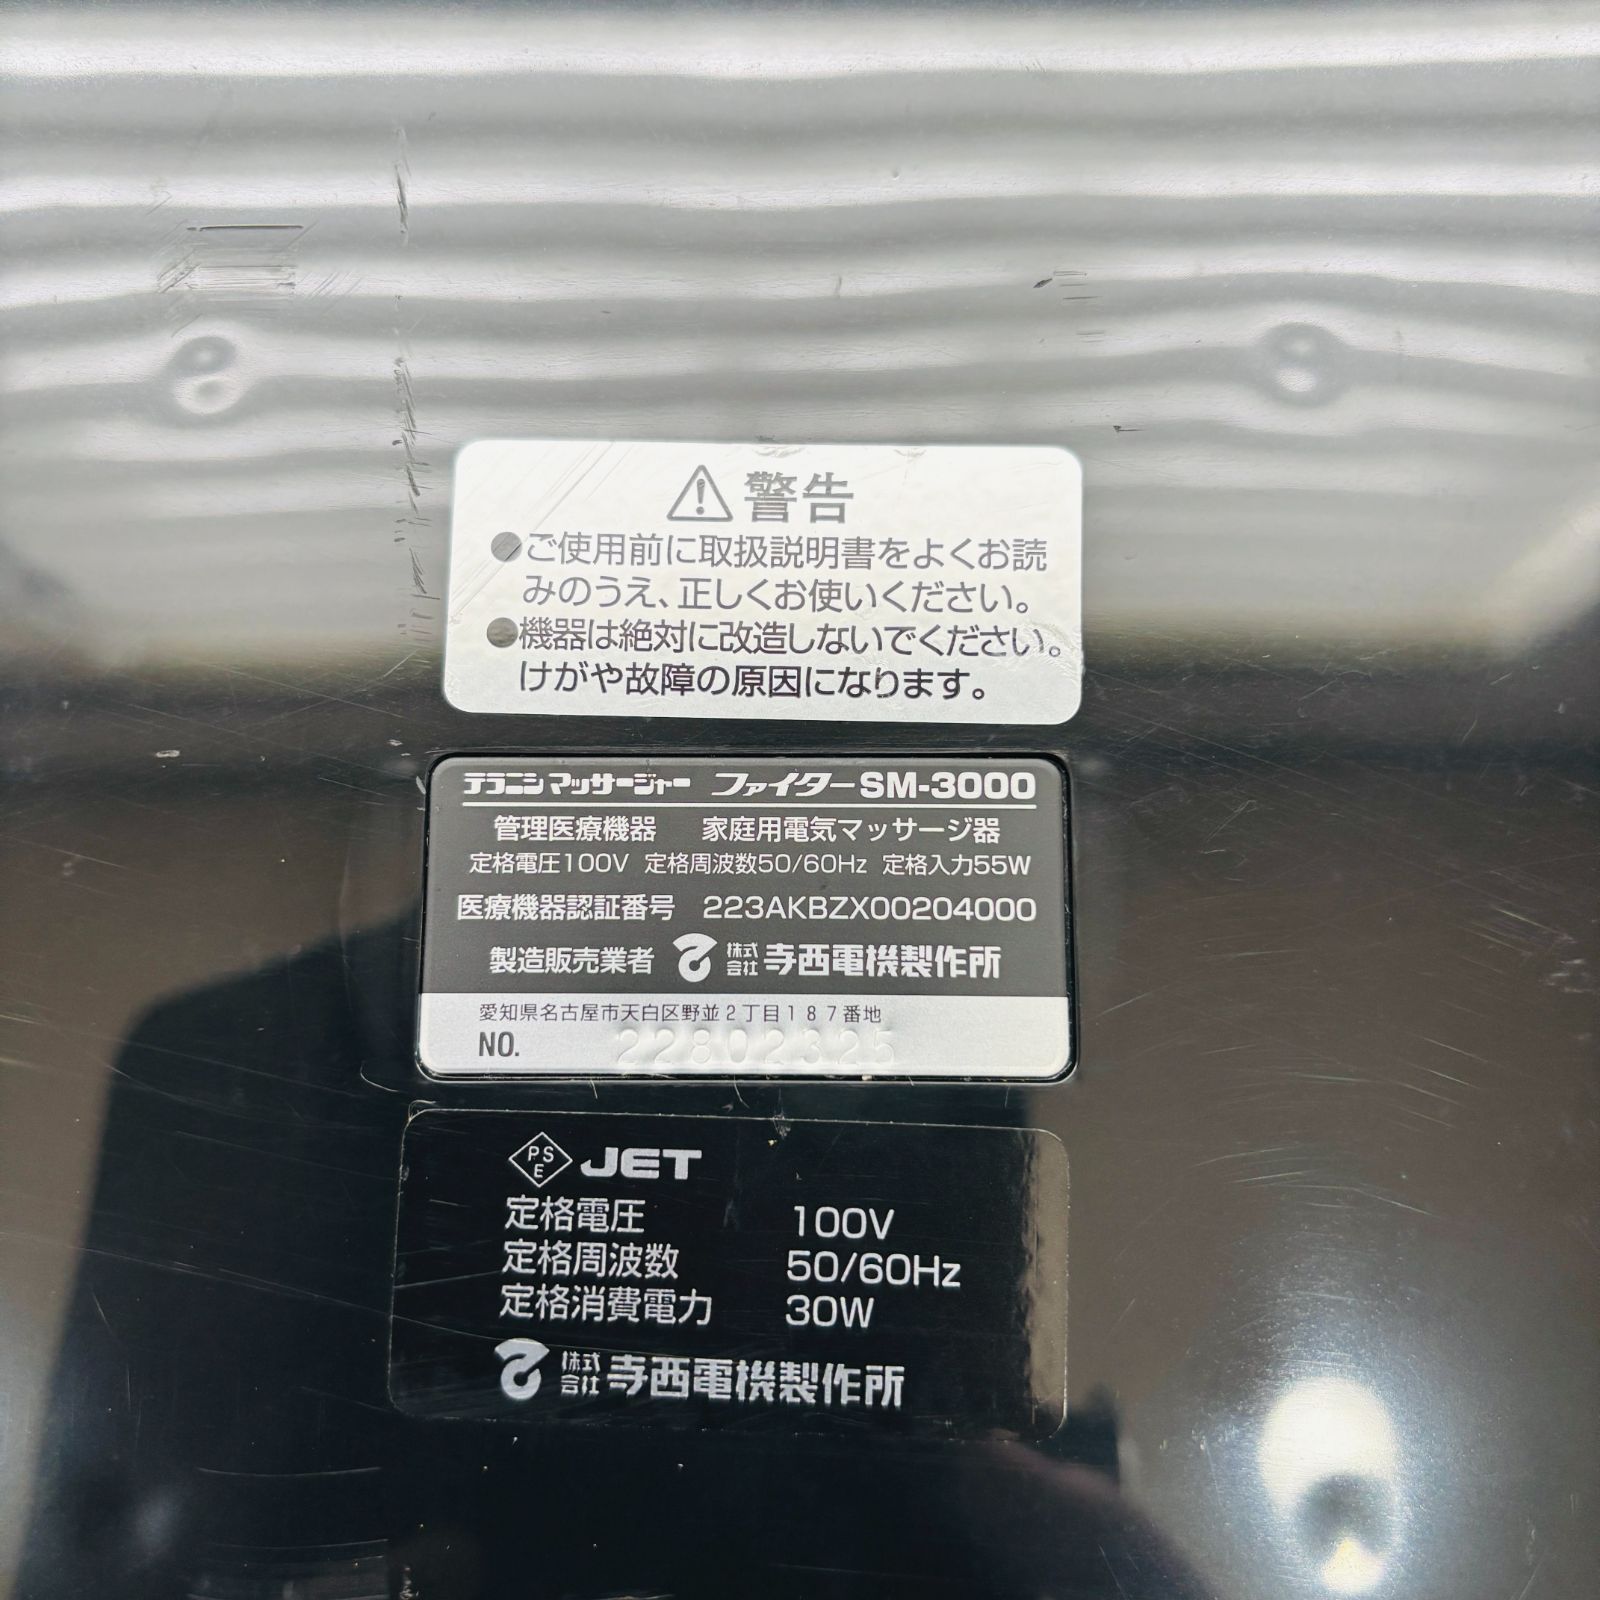 警告
●ご使用前に取扱説明書をよくお読
みのうえ、正しくお使いください。
●機器は絶対に改造しないでください。
けがや故障の原因になります。
テラニシ マッサージャー ファイターSM-3000
管理医療機器 家庭用電気マッサージ器
定格電圧100V 定格周波数50/60Hz 定格入力55W
医療機器認証番号 223AKBZX00204000
製造販売業者 株式会社 寺西電機製作所
愛知県名古屋市天白区野並2丁目187番地
NO. 22802325
PSE JET
定格電圧 100V
定格周波数 50/60Hz
定格消費電力 30W
株式会社 寺西電機製作所